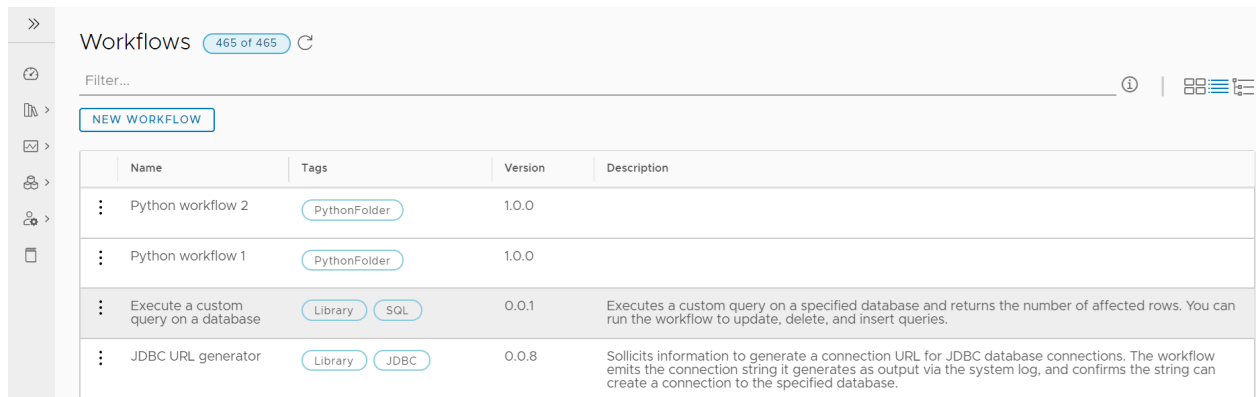 Workflows 465 of 465
Filter...
NEW WORKFLOW
Name Tags Version Description
Python workflow 2 PythonFolder 1.0.0
Python workflow 1 PythonFolder 1.0.0
Execute a custom query on a database Library SQL 0.0.1 Executes a custom query on a specified database and returns the number of affected rows. You can
run the workflow to update, delete, and insert queries.
JDBC URL generator Library JDBC 0.0.8 Sollicits information to generate a connection URL for JDBC database connections. The workflow
emits the connection string it generates as output via the system log, and confirms the string can
create a connection to the specified database.